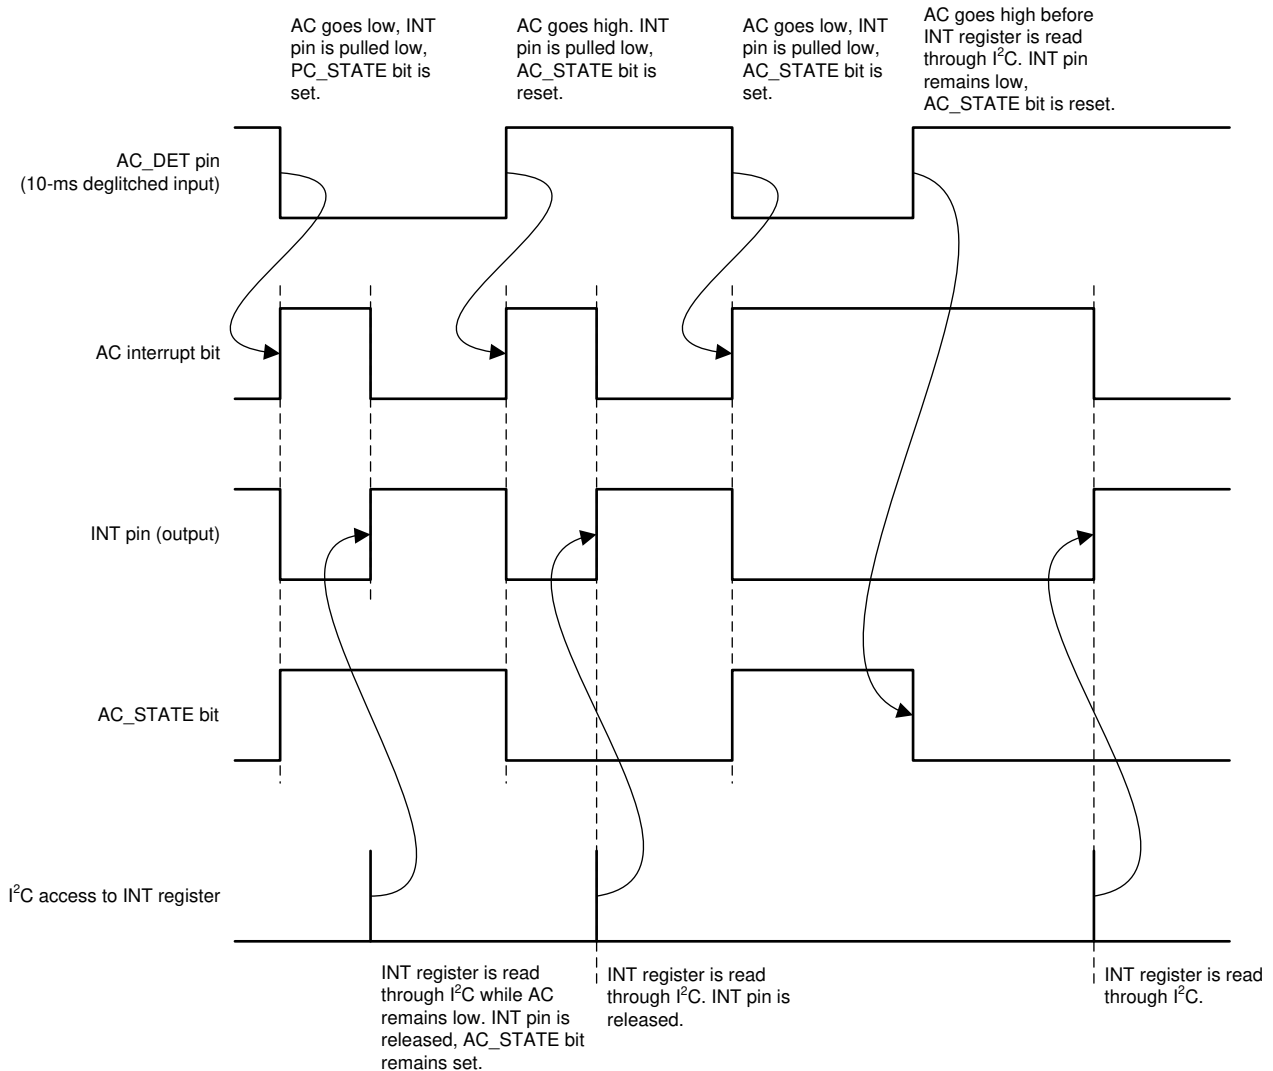 AC goes low, INT
pin is pulled low,
PC_STATE bit is
set.
AC goes high. INT
pin is pulled low,
AC_STATE bit is
reset.
AC goes low, INT
pin is pulled low,
AC_STATE bit is
set.
AC goes high before
INT register is read
through I²C. INT pin
remains low,
AC_STATE bit is reset.
AC_DET pin
(10-ms deglitched input)
AC interrupt bit
INT pin (output)
AC_STATE bit
I²C access to INT register
INT register is read
through I²C while AC
remains low. INT pin is
released, AC_STATE bit
remains set.
INT register is read
through I²C. INT pin is
released.
INT register is read
through I²C.